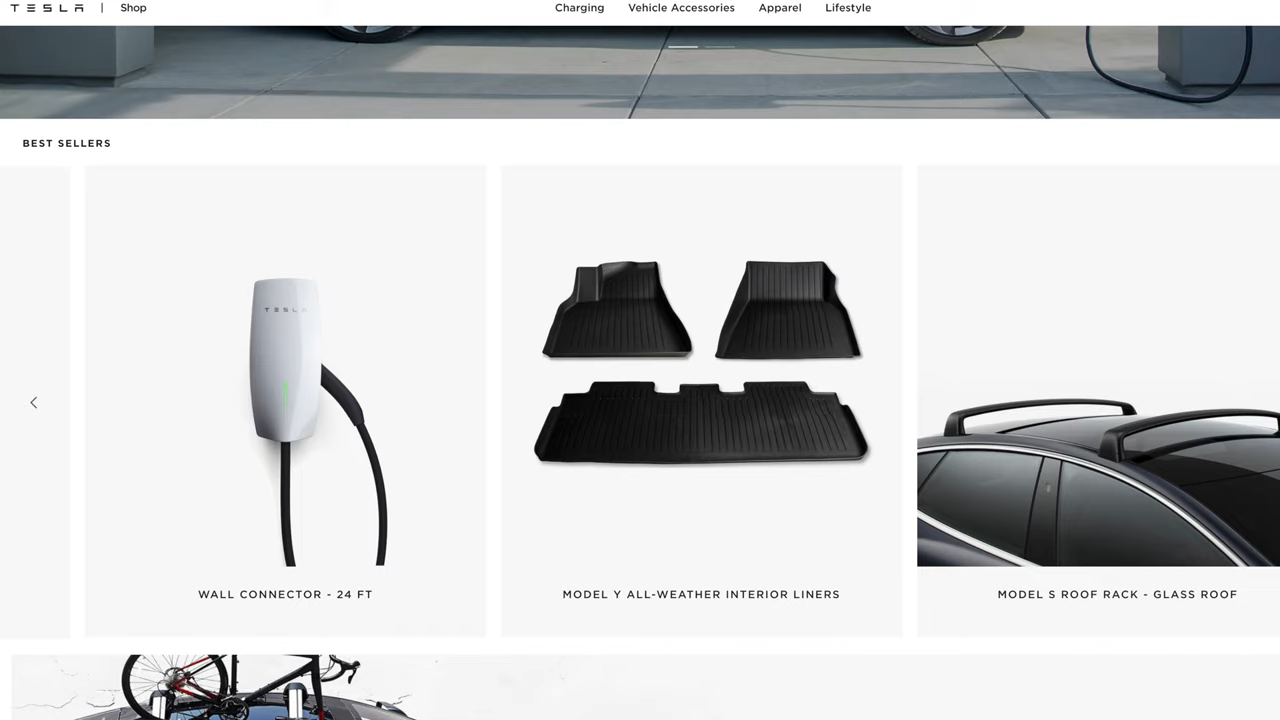 TESLA | Shop
Charging Vehicle Accessories Apparel Lifestyle
BEST SELLERS
TESLA
WALL CONNECTOR - 24 FT
MODEL Y ALL-WEATHER INTERIOR LINERS
MODEL S ROOF RACK - GLASS ROOF